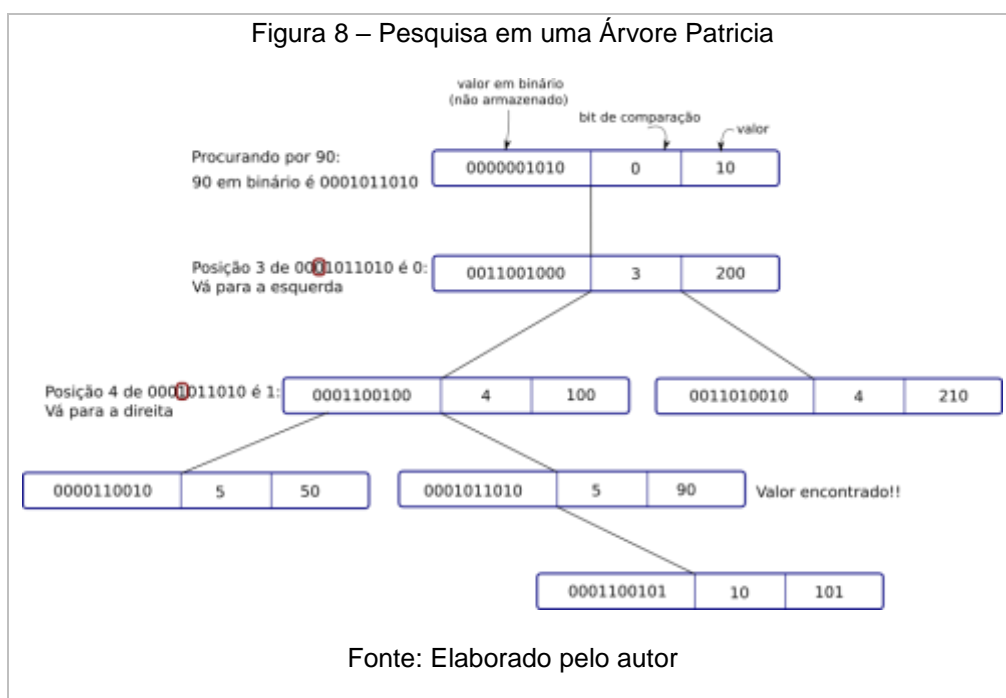 Figura 8 – Pesquisa em uma Árvore Patricia
valor em binário
(não armazenado)
bit de comparação
valor
Procurando por 90:
90 em binário é 0001011010
0000001010 0 10
Posição 3 de 0001011010 é 0:
Vá para a esquerda
0011001000 3 200
Posição 4 de 0001011010 é 1:
Vá para a direita
0001100100 4 100
0011010010 4 210
0000110010 5 50
0001011010 5 90
Valor encontrado!!
0001100101 10 101
Fonte: Elaborado pelo autor